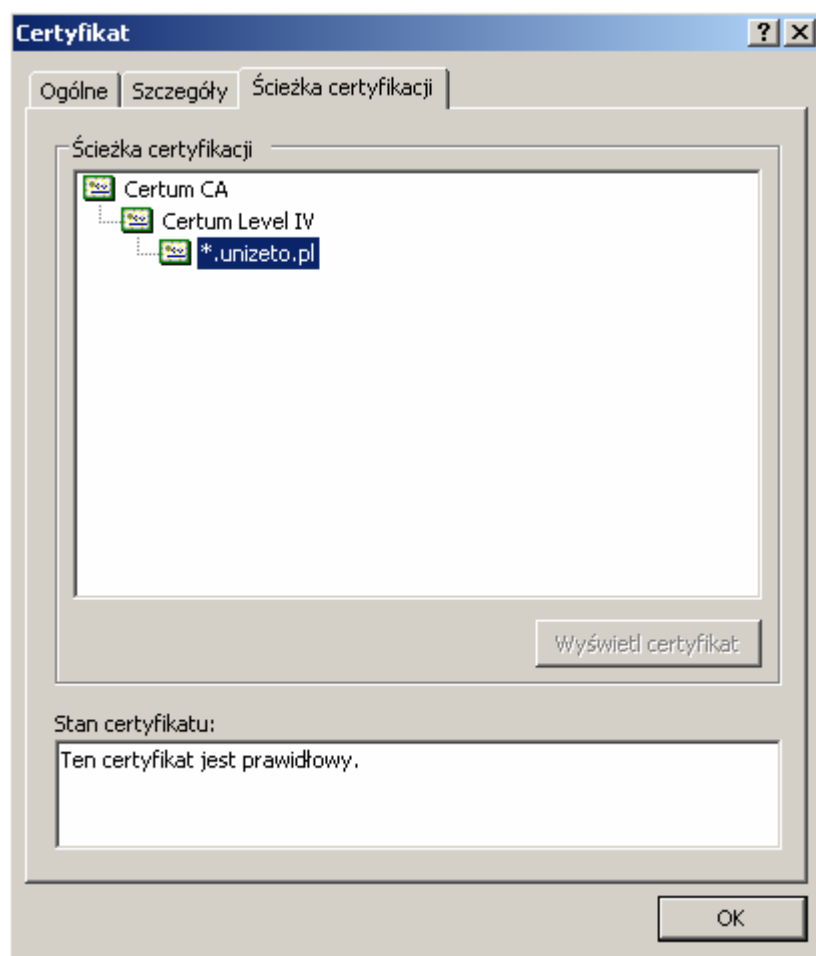 Certyfikat
Ogólne Szczegóły Ścieżka certyfikacji
Ścieżka certyfikacji
Certum CA
Certum Level IV
*.unizeto.pl
Wyświetl certyfikat
Stan certyfikatu:
Ten certyfikat jest prawidłowy.
OK